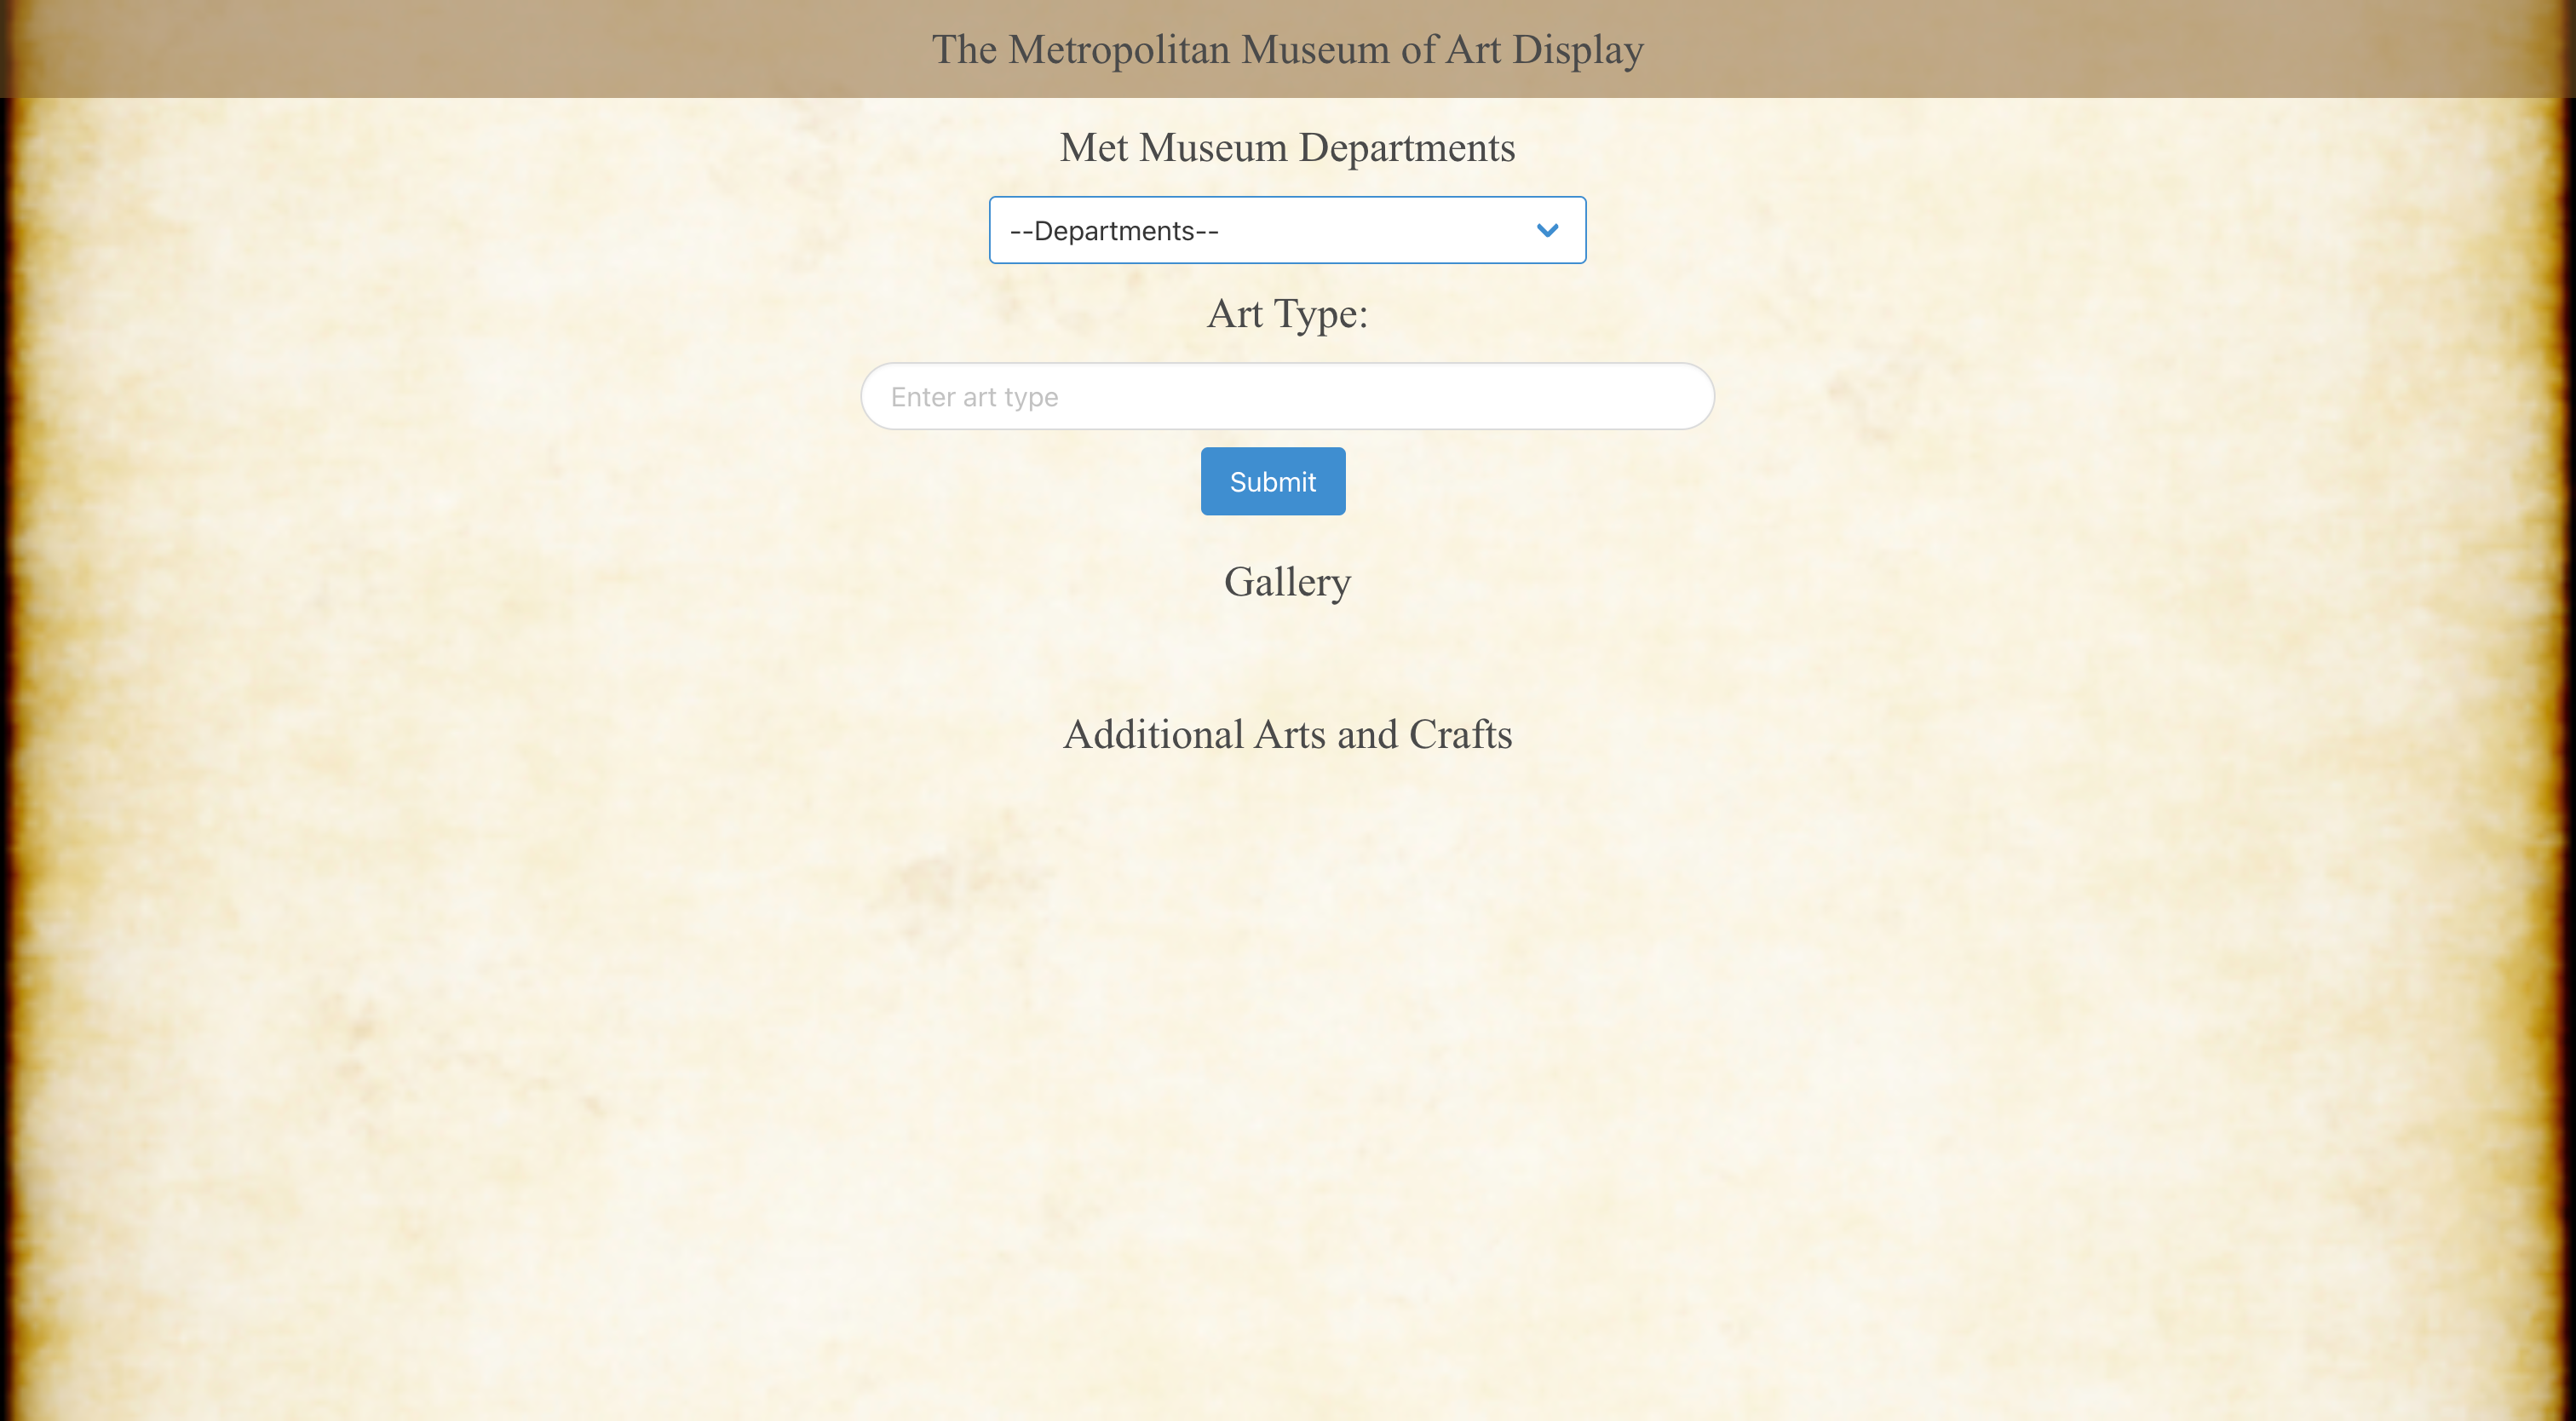 The Metropolitan Museum of Art Display
Met Museum Departments
--Departments--
Art Type:
Enter art type
Submit
Gallery
Additional Arts and Crafts